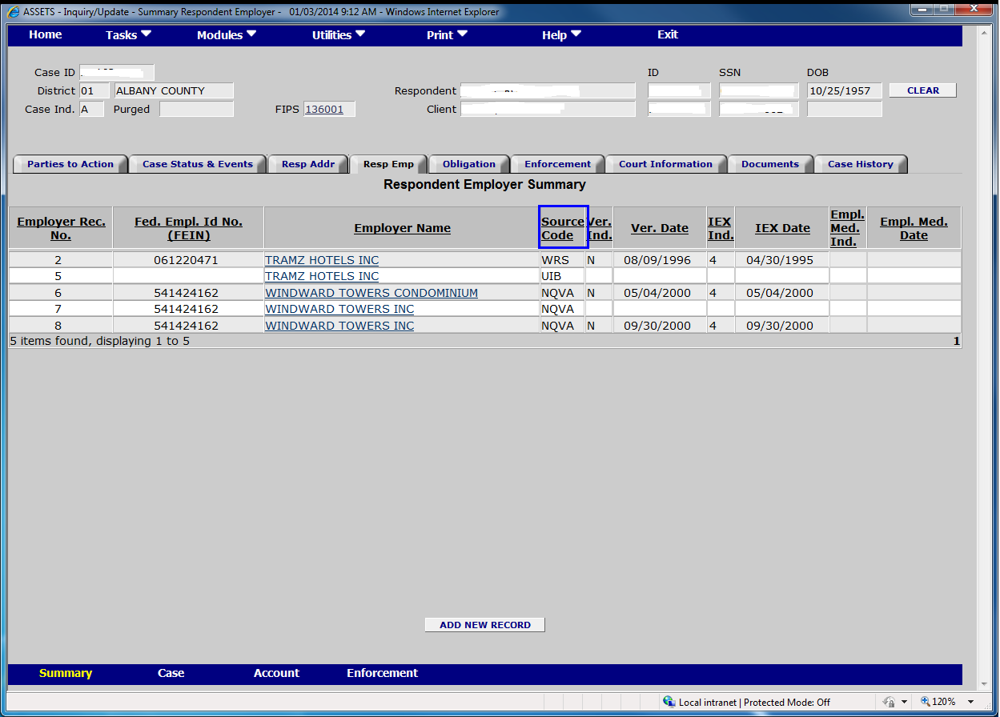 ASSETS - Inquiry/Update - Summary Respondent Employer -   01/03/2014 9:12 AM - Windows Internet Explorer
Home Tasks Modules Utilities Print Help Exit
Case ID ID SSN DOB
District 01 ALBANY COUNTY Respondent 10/25/1957 CLEAR
Case Ind. A Purged FIPS 136001 Client
Parties to Action Case Status & Events Resp Addr Resp Emp Obligation Enforcement Court Information Documents Case History
Respondent Employer Summary
Employer Rec. No. Fed. Empl. Id No. (FEIN) Employer Name Source Code Ver. Ind. Ver. Date IEX Ind. IEX Date Empl. Med. Ind. Empl. Med. Date
2 061220471 TRAMZ HOTELS INC WRS N 08/09/1996 4 04/30/1995
5 TRAMZ HOTELS INC UIB
6 541424162 WINDWARD TOWERS CONDOMINIUM NQVA N 05/04/2000 4 05/04/2000
7 541424162 WINDWARD TOWERS INC NQVA
8 541424162 WINDWARD TOWERS INC NQVA N 09/30/2000 4 09/30/2000
5 items found, displaying 1 to 5 1
ADD NEW RECORD
Summary Case Account Enforcement
Local intranet | Protected Mode: Off 120%